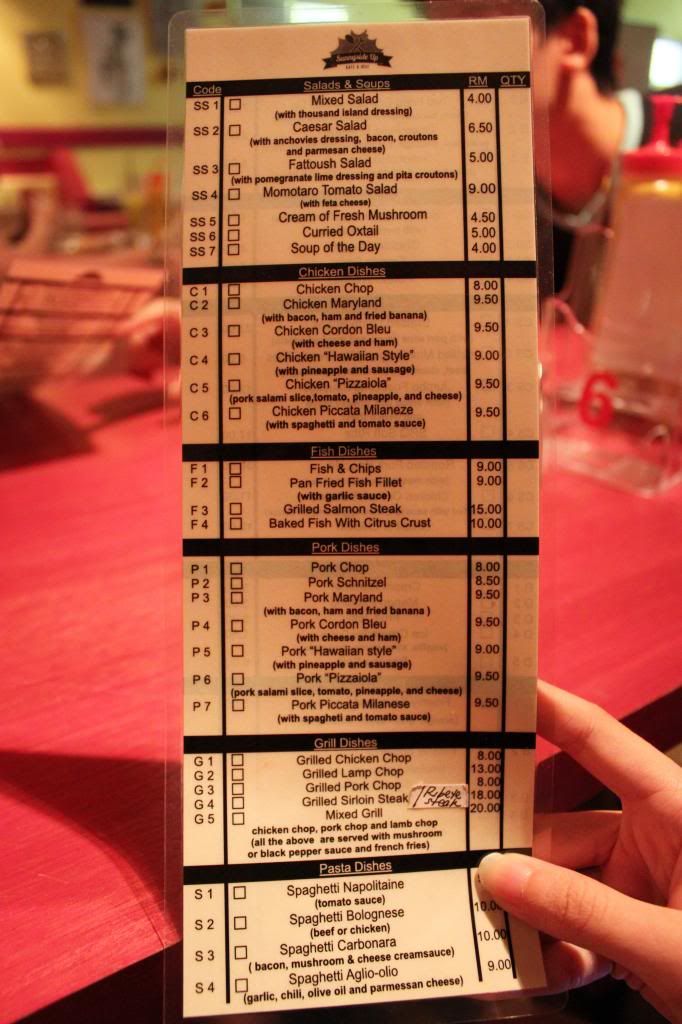 Sunnyside Up
Code Salads & Soups RM QTY
SS 1 Mixed Salad 4.00
(with thousand island dressing)
SS 2 Caesar Salad 6.50
(with anchovies dressing, bacon, croutons
and parmesan cheese)
SS 3 Fattoush Salad 5.00
(with pomegranate lime dressing and pita croutons)
SS 4 Momotaro Tomato Salad 9.00
(with feta cheese)
SS 5 Cream of Fresh Mushroom 4.50
SS 6 Curried Oxtail 5.00
SS 7 Soup of the Day 4.00
Chicken Dishes
C 1 Chicken Chop 8.00
C 2 Chicken Maryland 9.50
(with bacon, ham and fried banana)
C 3 Chicken Cordon Bleu 9.50
(with cheese and ham)
C 4 Chicken "Hawaiian Style" 9.00
(with pineapple and sausage)
C 5 Chicken "Pizzaiola" 9.50
(pork salami slice,tomato, pineapple, and cheese)
C 6 Chicken Piccata Milaneze 9.50
(with spaghetti and tomato sauce)
Fish Dishes
F 1 Fish & Chips 9.00
F 2 Pan Fried Fish Fillet 9.00
(with garlic sauce)
F 3 Grilled Salmon Steak 15.00
F 4 Baked Fish With Citrus Crust 10.00
Pork Dishes
P 1 Pork Chop 8.00
P 2 Pork Schnitzel 8.50
P 3 Pork Maryland 9.50
(with bacon, ham and fried banana )
P 4 Pork Cordon Bleu 9.50
(with cheese and ham)
P 5 Pork "Hawaiian style" 9.00
(with pineapple and sausage)
P 6 Pork "Pizzaiola" 9.50
(pork salami slice, tomato, pineapple, and cheese)
P 7 Pork Piccata Milanese 9.50
(with spagheti and tomato sauce)
Grill Dishes
G 1 Grilled Chicken Chop 8.00
G 2 Grilled Lamp Chop 13.00
G 3 Grilled Pork Chop 8.00
G 4 Grilled Sirloin Steak / Ribeye steak 18.00
G 5 Mixed Grill 20.00
chicken chop, pork chop and lamb chop
(all the above are served with mushroom
or black pepper sauce and french fries)
Pasta Dishes
S 1 Spaghetti Napolitaine
(tomato sauce)
S 2 Spaghetti Bolognese 10.00
(beef or chicken)
S 3 Spaghetti Carbonara 10.00
( bacon, mushroom & cheese creamsauce)
S 4 Spaghetti Aglio-olio 9.00
(garlic, chili, olive oil and parmessan cheese)
6